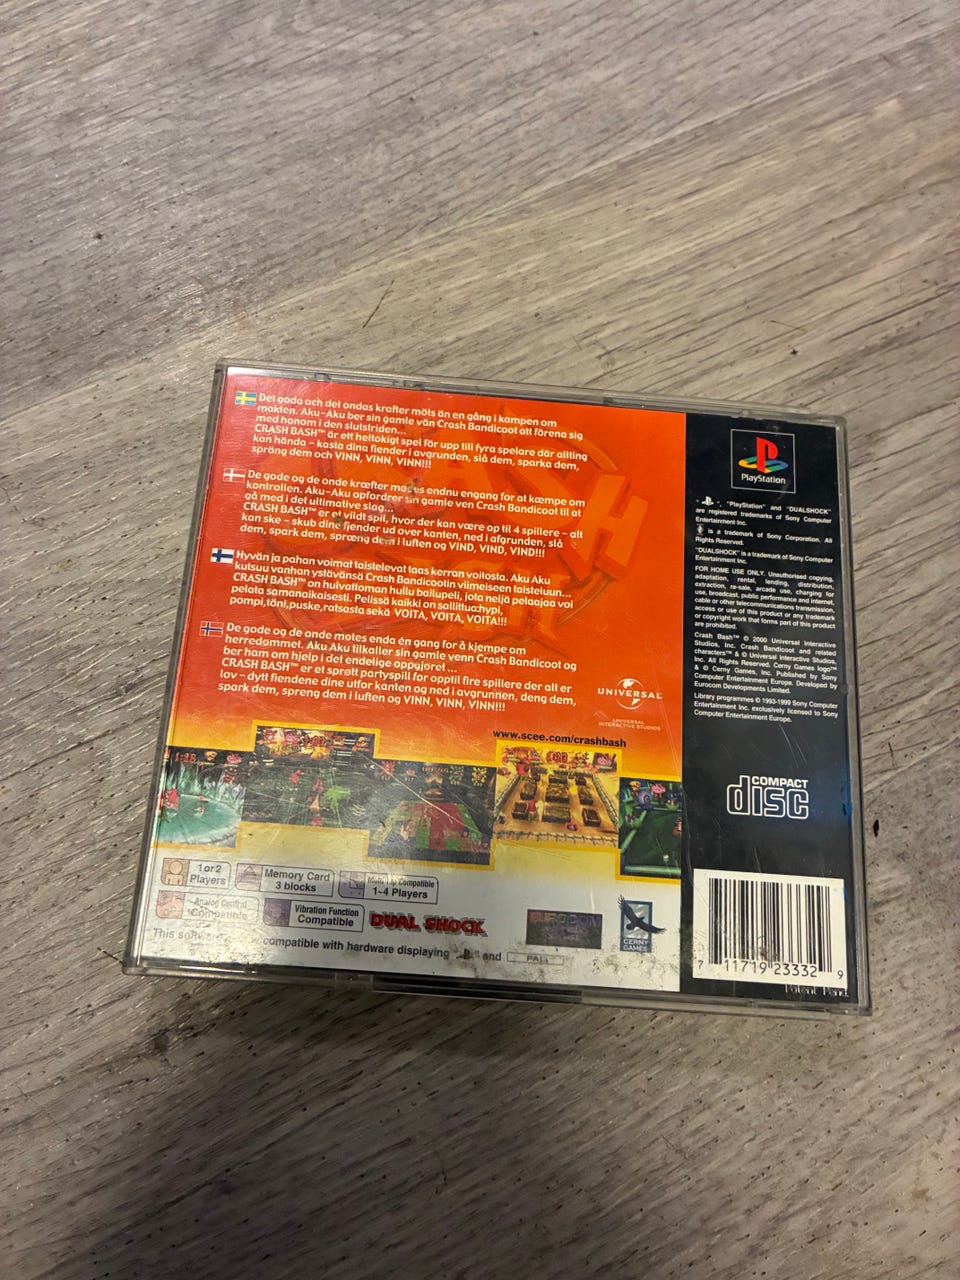 Det goda och det ondas krafter möts än en gång i kampen om
makten. Aku-Aku ber sin gamle vän Crash Bandicoot att förena sig
med honom i den slutstriden...
CRASH BASH™ är ett heltokigt spel för upp till fyra spelare där allting
kan hända – kasta dina fiender i avgrunden, slå dem, sparka dem,
spräng dem och VINN, VINN, VINN!!!
De gode og de onde kræfter mødes endnu engang for at kæmpe om
kontrollen. Aku-Aku opfordrer sin gamle ven Crash Bandicoot til at
gå med i det ultimative slag...
CRASH BASH™ er et vildt spil, hvor der kan være op til 4 spillere – alt
kan ske – skub dine fiender ud over kanten, ned i afgrunden, slå
dem, spark dem, spræng dem i luften og VIND, VIND, VIND!!!
Hyvän ja pahan voimat taistelevat taas kerran voitosta. Aku Aku
kutsuu vanhan ystävänsä Crash Bandicootin viimeiseen taisteluun...
CRASH BASH™ on hulvattoman hullu bailupeli, jota neljä pelaajaa voi
pelata samanaikaisesti. Pelissä kaikki on sallittua:hypi,
pompi,töni,puske,ratsasta sekä VOITA, VOITA, VOITA!!!
De gode og de onde møtes enda én gang for å kjempe om
herredømmet. Aku Aku tilkaller sin gamle venn Crash Bandicoot og
ber ham om hjelp i det endelige oppgjøret ...
CRASH BASH™ er et sprøtt partyspill for opptil fire spillere der alt er
lov – dytt fiendene dine utfor kanten og ned i avgrunnen, deng dem,
spark dem, spreng dem i luften og VINN, VINN, VINN!!!
UNIVERSAL
UNIVERSAL
INTERACTIVE STUDIOS
www.scee.com/crashbash
1 or 2
Players
Memory Card
3 blocks
Multi Tap Compatible
1-4 Players
Analog Control
Compatible
Vibration Function
Compatible
DUAL SHOCK
EUROCOM
CERNY
GAMES
This software compatible with hardware displaying " " and PAL
PlayStation
" ", "PlayStation" and "DUALSHOCK"
are registered trademarks of Sony Computer
Entertainment Inc.
is a trademark of Sony Corporation. All
Rights Reserved.
"DUALSHOCK" is a trademark of Sony Computer
Entertainment Inc.
FOR HOME USE ONLY. Unauthorised copying,
adaptation, rental, lending, distribution,
extraction, re-sale, arcade use, charging for
use, broadcast, public performance and internet,
cable or other telecommunications transmission,
access or use of this product or any trademark
or copyright work that forms part of this product
are prohibited.
Crash Bash™ © 2000 Universal Interactive
Studios, Inc. Crash Bandicoot and related
characters™ & © Universal Interactive Studios,
Inc. All Rights Reserved. Cerny Games logo™
& © Cerny Games, Inc. Published by Sony
Computer Entertainment Europe. Developed by
Eurocom Developments Limited.
Library programmes © 1993-1999 Sony Computer
Entertainment Inc. exclusively licensed to Sony
Computer Entertainment Europe.
COMPACT
disc
7 11719 23332 9
Patent Pend.